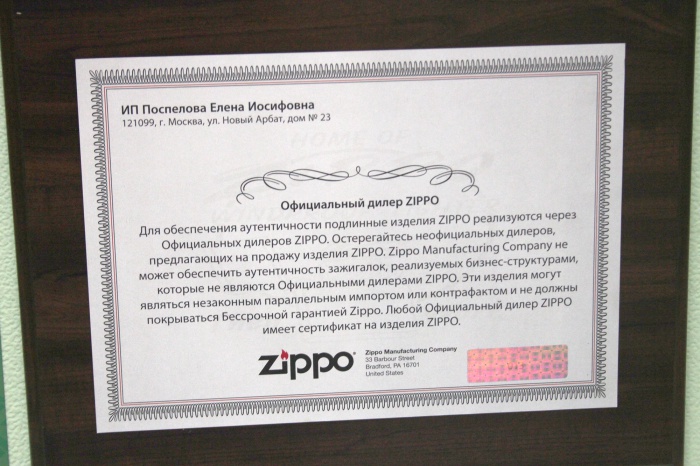 ИП Поспелова Елена Иосифовна
121099, г. Москва, ул. Новый Арбат, дом № 23
Официальный дилер ZIPPO
Для обеспечения аутентичности подлинные изделия ZIPPO реализуются через
Официальных дилеров ZIPPO. Остерегайтесь неофициальных дилеров,
предлагающих на продажу изделия ZIPPO. Zippo Manufacturing Company не
может обеспечить аутентичность зажигалок, реализуемых бизнес-структурами,
которые не являются Официальными дилерами ZIPPO. Эти изделия могут
являться незаконным параллельным импортом или контрафактом и не должны
покрываться Бессрочной гарантией Zippo. Любой Официальный дилер ZIPPO
имеет сертификат на изделия ZIPPO.
zippo
Zippo Manufacturing Company
33 Barbour Street
Bradford, PA 16701
United States